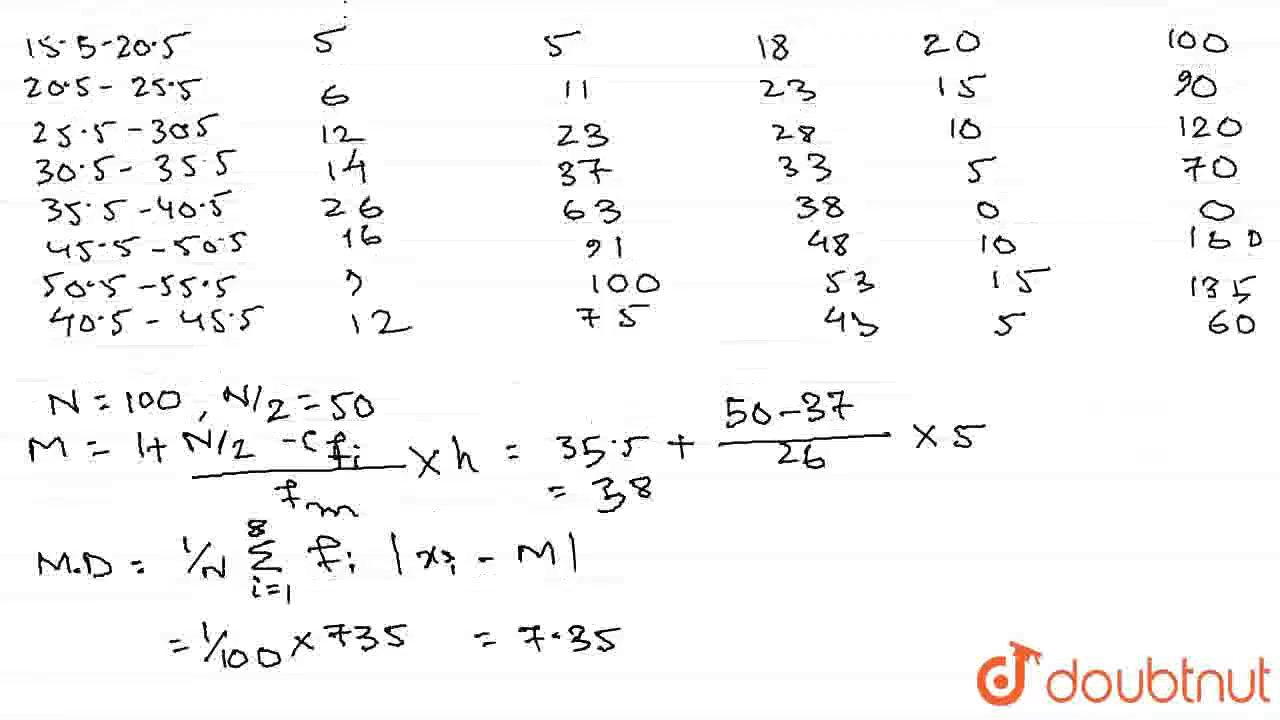 15.5-20.5 5 5 18 20 100
20.5-25.5 6 11 23 15 90
25.5-30.5 12 23 28 10 120
30.5-35.5 14 37 33 5 70
35.5-40.5 26 63 38 0 0
45.5-50.5 16 91 48 10 160
50.5-55.5 9 100 53 15 135
40.5-45.5 12 75 43 5 60
N = 100, N/2 = 50
M = l + (N/2 - cfi)/fm × h = 35.5 + (50-37)/26 × 5
= 38
M.D = 1/N 8∑i=1 fi |xi - M|
= 1/100 × 735 = 7.35
doubtnut